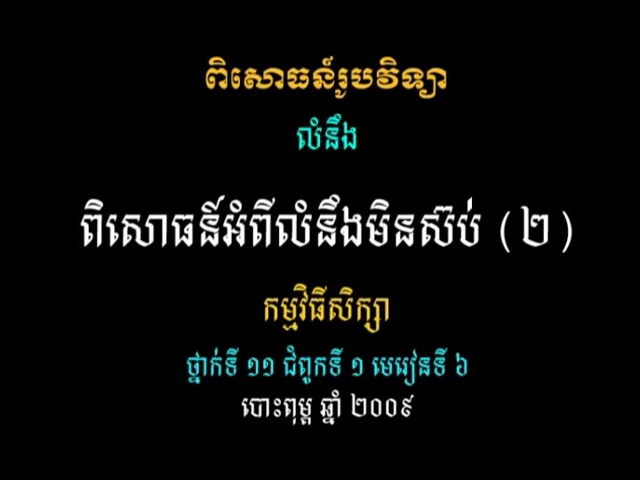 ពិសោធន៍រូបវិទ្យា
លំនឹង
ពិសោធន៍អំពីលំនឹងមិនស៊ប់ (២)
កម្មវិធីសិក្សា
ថ្នាក់ទី ១១ ជំពូកទី ១ មេរៀនទី ៦
បោះពុម្ព ឆ្នាំ ២០០៩